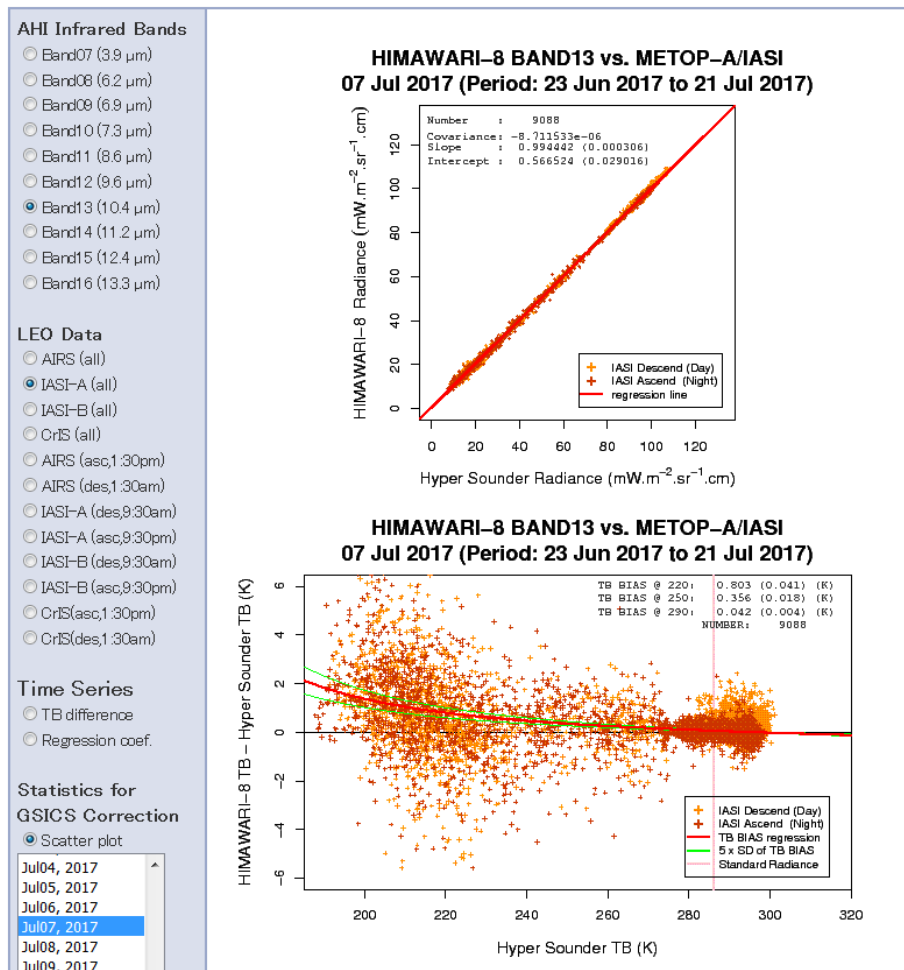 AHI Infrared Bands
Band07 (3.9 μm)
Band08 (6.2 μm)
Band09 (6.9 μm)
Band10 (7.3 μm)
Band11 (8.6 μm)
Band12 (9.6 μm)
Band13 (10.4 μm)
Band14 (11.2 μm)
Band15 (12.4 μm)
Band16 (13.3 μm)
LEO Data
AIRS (all)
IASI-A (all)
IASI-B (all)
CrIS (all)
AIRS (asc,1:30pm)
AIRS (des,1:30am)
IASI-A (des,9:30am)
IASI-A (asc,9:30pm)
IASI-B (des,9:30am)
IASI-B (asc,9:30pm)
CrIS(asc,1:30pm)
CrIS(des,1:30am)
Time Series
TB difference
Regression coef.
Statistics for
GSICS Correction
Scatter plot
Jul04, 2017
Jul05, 2017
Jul06, 2017
Jul07, 2017
Jul08, 2017
Jul09, 2017
HIMAWARI-8 BAND13 vs. METOP-A/IASI
07 Jul 2017 (Period: 23 Jun 2017 to 21 Jul 2017)
Number : 9088
Covariance: -8.711533e-06
Slope : 0.994442 (0.000306)
Intercept : 0.566524 (0.029016)
HIMAWARI-8 Radiance (mW.m⁻².sr⁻¹.cm)
120
100
80
60
40
20
0
IASI Descend (Day)
IASI Ascend (Night)
regression line
0 20 40 60 80 100 120
Hyper Sounder Radiance (mW.m⁻².sr⁻¹.cm)
HIMAWARI-8 BAND13 vs. METOP-A/IASI
07 Jul 2017 (Period: 23 Jun 2017 to 21 Jul 2017)
TB BIAS @ 220: 0.803 (0.041) (K)
TB BIAS @ 250: 0.356 (0.018) (K)
TB BIAS @ 290: 0.042 (0.004) (K)
NUMBER: 9088
HIMAWARI-8 TB - Hyper Sounder TB (K)
6
4
2
0
-2
-4
-6
IASI Descend (Day)
IASI Ascend (Night)
TB BIAS regression
5 x SD of TB BIAS
Standard Radiance
200 220 240 260 280 300 320
Hyper Sounder TB (K)